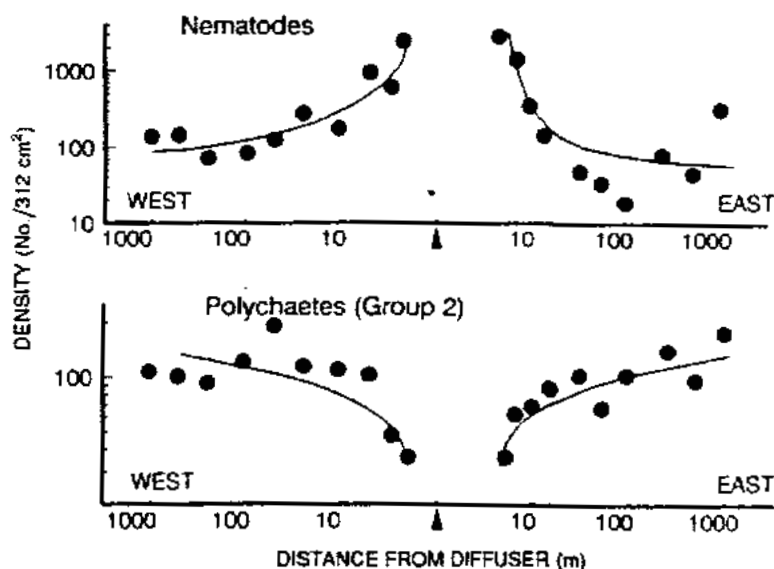 Nematodes
1000
100
10
WEST
EAST
1000 100 10 10 100 1000
DENSITY (No./312 cm²)
Polychaetes (Group 2)
100
WEST
EAST
1000 100 10 10 100 1000
DISTANCE FROM DIFFUSER (m)